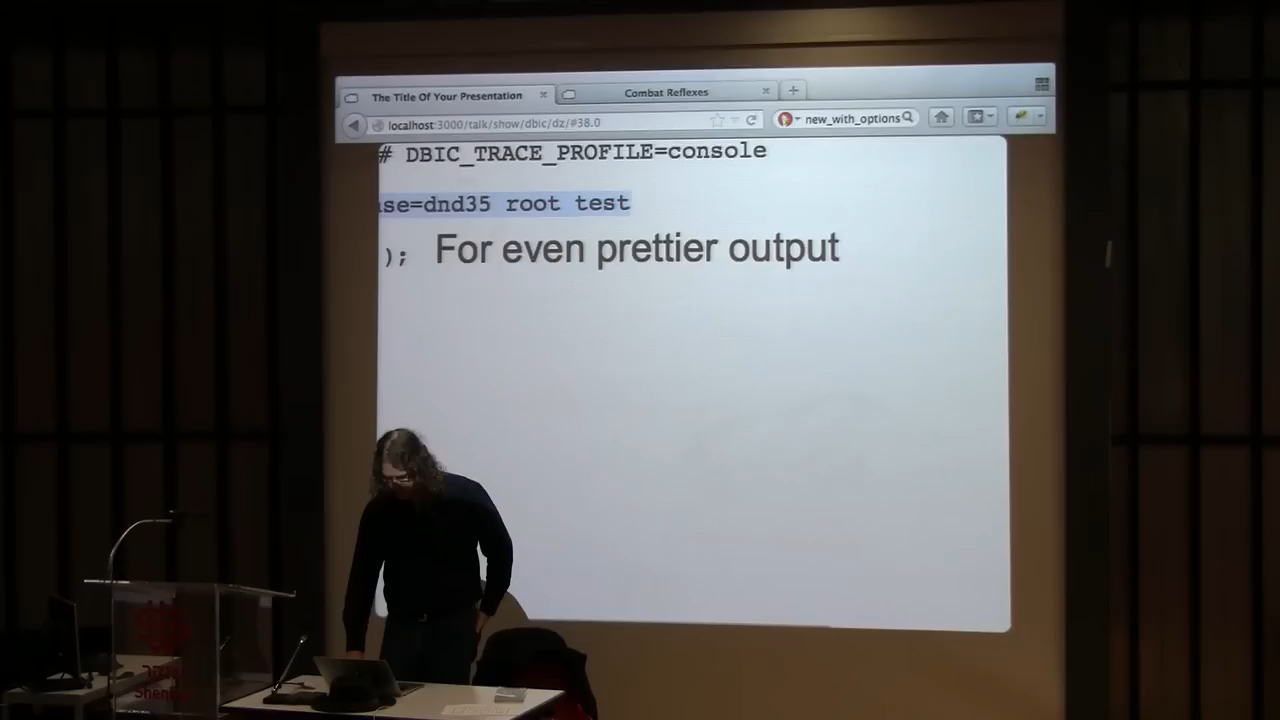 The Title Of Your Presentation
Combat Reflexes
localhost:3000/talk/show/dbic/dz/#38.0
new_with_options
# DBIC_TRACE_PROFILE=console
se=dnd35 root test
); For even prettier output
שנקר